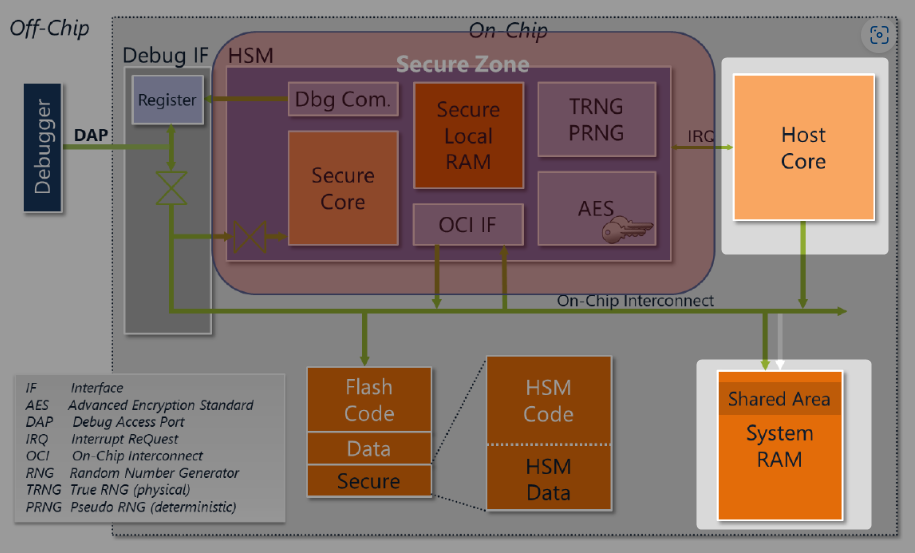 Off-Chip
On-Chip
Debug IF
HSM
Secure Zone
Debugger
DAP
Register
Dbg Com.
Secure
Core
Secure
Local
RAM
TRNG
PRNG
OCI IF
AES
IRQ
Host
Core
On-Chip Interconnect
Flash
Code
Data
Secure
HSM
Code
HSM
Data
Shared Area
System
RAM
IF Interface
AES Advanced Encryption Standard
DAP Debug Access Port
IRQ Interrupt ReQuest
OCI On-Chip Interconnect
RNG Random Number Generator
TRNG True RNG (physical)
PRNG Pseudo RNG (deterministic)